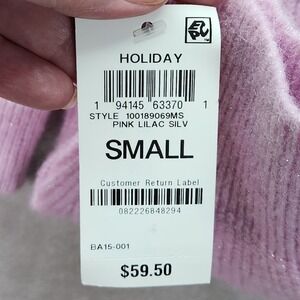 HOLIDAY
1 94145 63370 1
STYLE 100189069MS
PINK LILAC SILV
SMALL
Customer Return Label
082226848294
BA15-001
$59.50